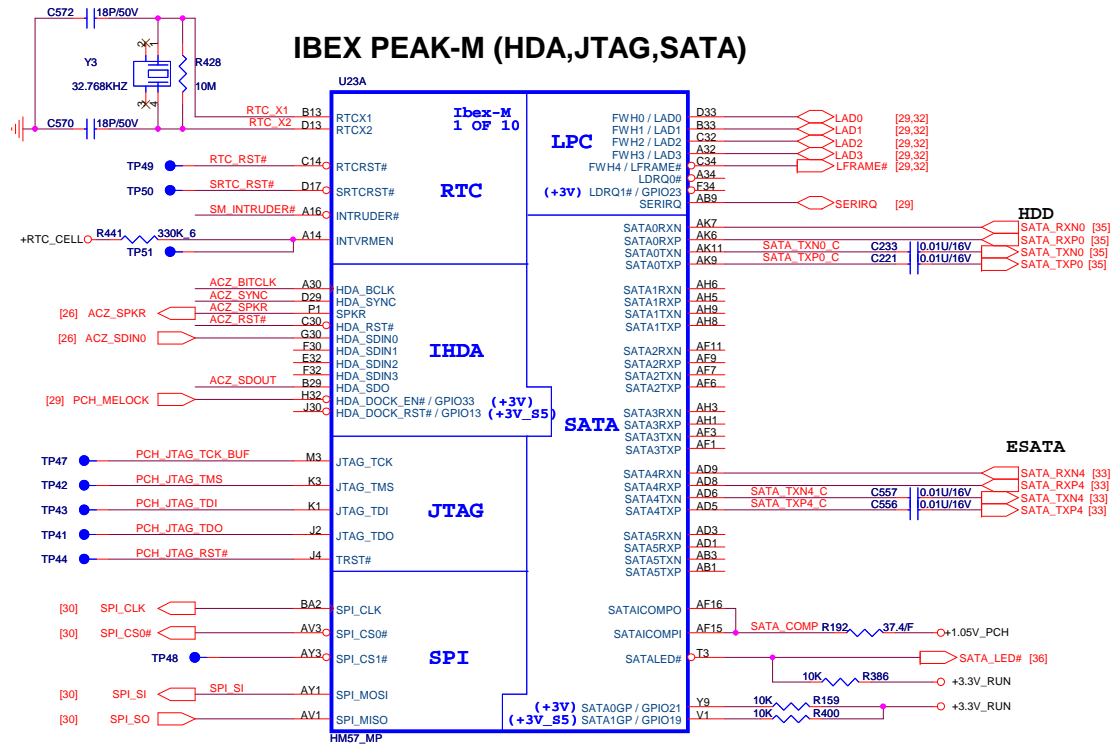 IBEX PEAK-M (HDA,JTAG,SATA)
C572 18P/50V
Y3
32.768KHZ
2 1
3 4
R428
10M
C570 18P/50V
U23A
Ibex-M
1 OF 10
RTC_X1 B13 RTCX1
RTC_X2 D13 RTCX2
TP49 RTC_RST# C14 RTCRST#
TP50 SRTC_RST# D17 SRTCRST#
SM_INTRUDER# A16 INTRUDER#
+RTC_CELL R441 330K_6 A14 INTVRMEN
TP51
RTC
ACZ_BITCLK A30 HDA_BCLK
ACZ_SYNC D29 HDA_SYNC
[26] ACZ_SPKR ACZ_SPKR P1 SPKR
ACZ_RST# C30 HDA_RST#
[26] ACZ_SDIN0 G30 HDA_SDIN0
F30 HDA_SDIN1
E32 HDA_SDIN2
F32 HDA_SDIN3
ACZ_SDOUT B29 HDA_SDO
[29] PCH_MELOCK H32 HDA_DOCK_EN# / GPIO33 (+3V)
J30 HDA_DOCK_RST# / GPIO13 (+3V_S5)
IHDA
TP47 PCH_JTAG_TCK_BUF M3 JTAG_TCK
TP42 PCH_JTAG_TMS K3 JTAG_TMS
TP43 PCH_JTAG_TDI K1 JTAG_TDI
TP41 PCH_JTAG_TDO J2 JTAG_TDO
TP44 PCH_JTAG_RST# J4 TRST#
JTAG
[30] SPI_CLK BA2 SPI_CLK
[30] SPI_CS0# AV3 SPI_CS0#
TP48 AY3 SPI_CS1#
[30] SPI_SI SPI_SI AY1 SPI_MOSI
[30] SPI_SO AV1 SPI_MISO
SPI
HM57_MP
LPC
FWH0 / LAD0 D33 LAD0 [29,32]
FWH1 / LAD1 B33 LAD1 [29,32]
FWH2 / LAD2 C32 LAD2 [29,32]
FWH3 / LAD3 A32 LAD3 [29,32]
FWH4 / LFRAME# C34 LFRAME# [29,32]
LDRQ0# A34
(+3V) LDRQ1# / GPIO23 F34
SERIRQ AB9 SERIRQ [29]
HDD
SATA0RXN AK7 SATA_RXN0 [35]
SATA0RXP AK6 SATA_RXP0 [35]
SATA0TXN AK11 SATA_TXN0_C C233 0.01U/16V SATA_TXN0 [35]
SATA0TXP AK9 SATA_TXP0_C C221 0.01U/16V SATA_TXP0 [35]
SATA1RXN AH6
SATA1RXP AH5
SATA1TXN AH9
SATA1TXP AH8
SATA2RXN AF11
SATA2RXP AF9
SATA2TXN AF7
SATA2TXP AF6
SATA3RXN AH3
SATA3RXP AH1
SATA3TXN AF3
SATA3TXP AF1
SATA
ESATA
SATA4RXN AD9 SATA_RXN4 [33]
SATA4RXP AD8 SATA_RXP4 [33]
SATA4TXN AD6 SATA_TXN4_C C557 0.01U/16V SATA_TXN4 [33]
SATA4TXP AD5 SATA_TXP4_C C556 0.01U/16V SATA_TXP4 [33]
SATA5RXN AD3
SATA5RXP AD1
SATA5TXN AB3
SATA5TXP AB1
SATAICOMPO AF16
SATAICOMPI AF15 SATA_COMP R192 37.4/F +1.05V_PCH
SATALED# T3 SATA_LED# [36]
10K R386 +3.3V_RUN
(+3V) SATA0GP / GPIO21 Y9 10K R159 +3.3V_RUN
(+3V_S5) SATA1GP / GPIO19 V1 10K R400